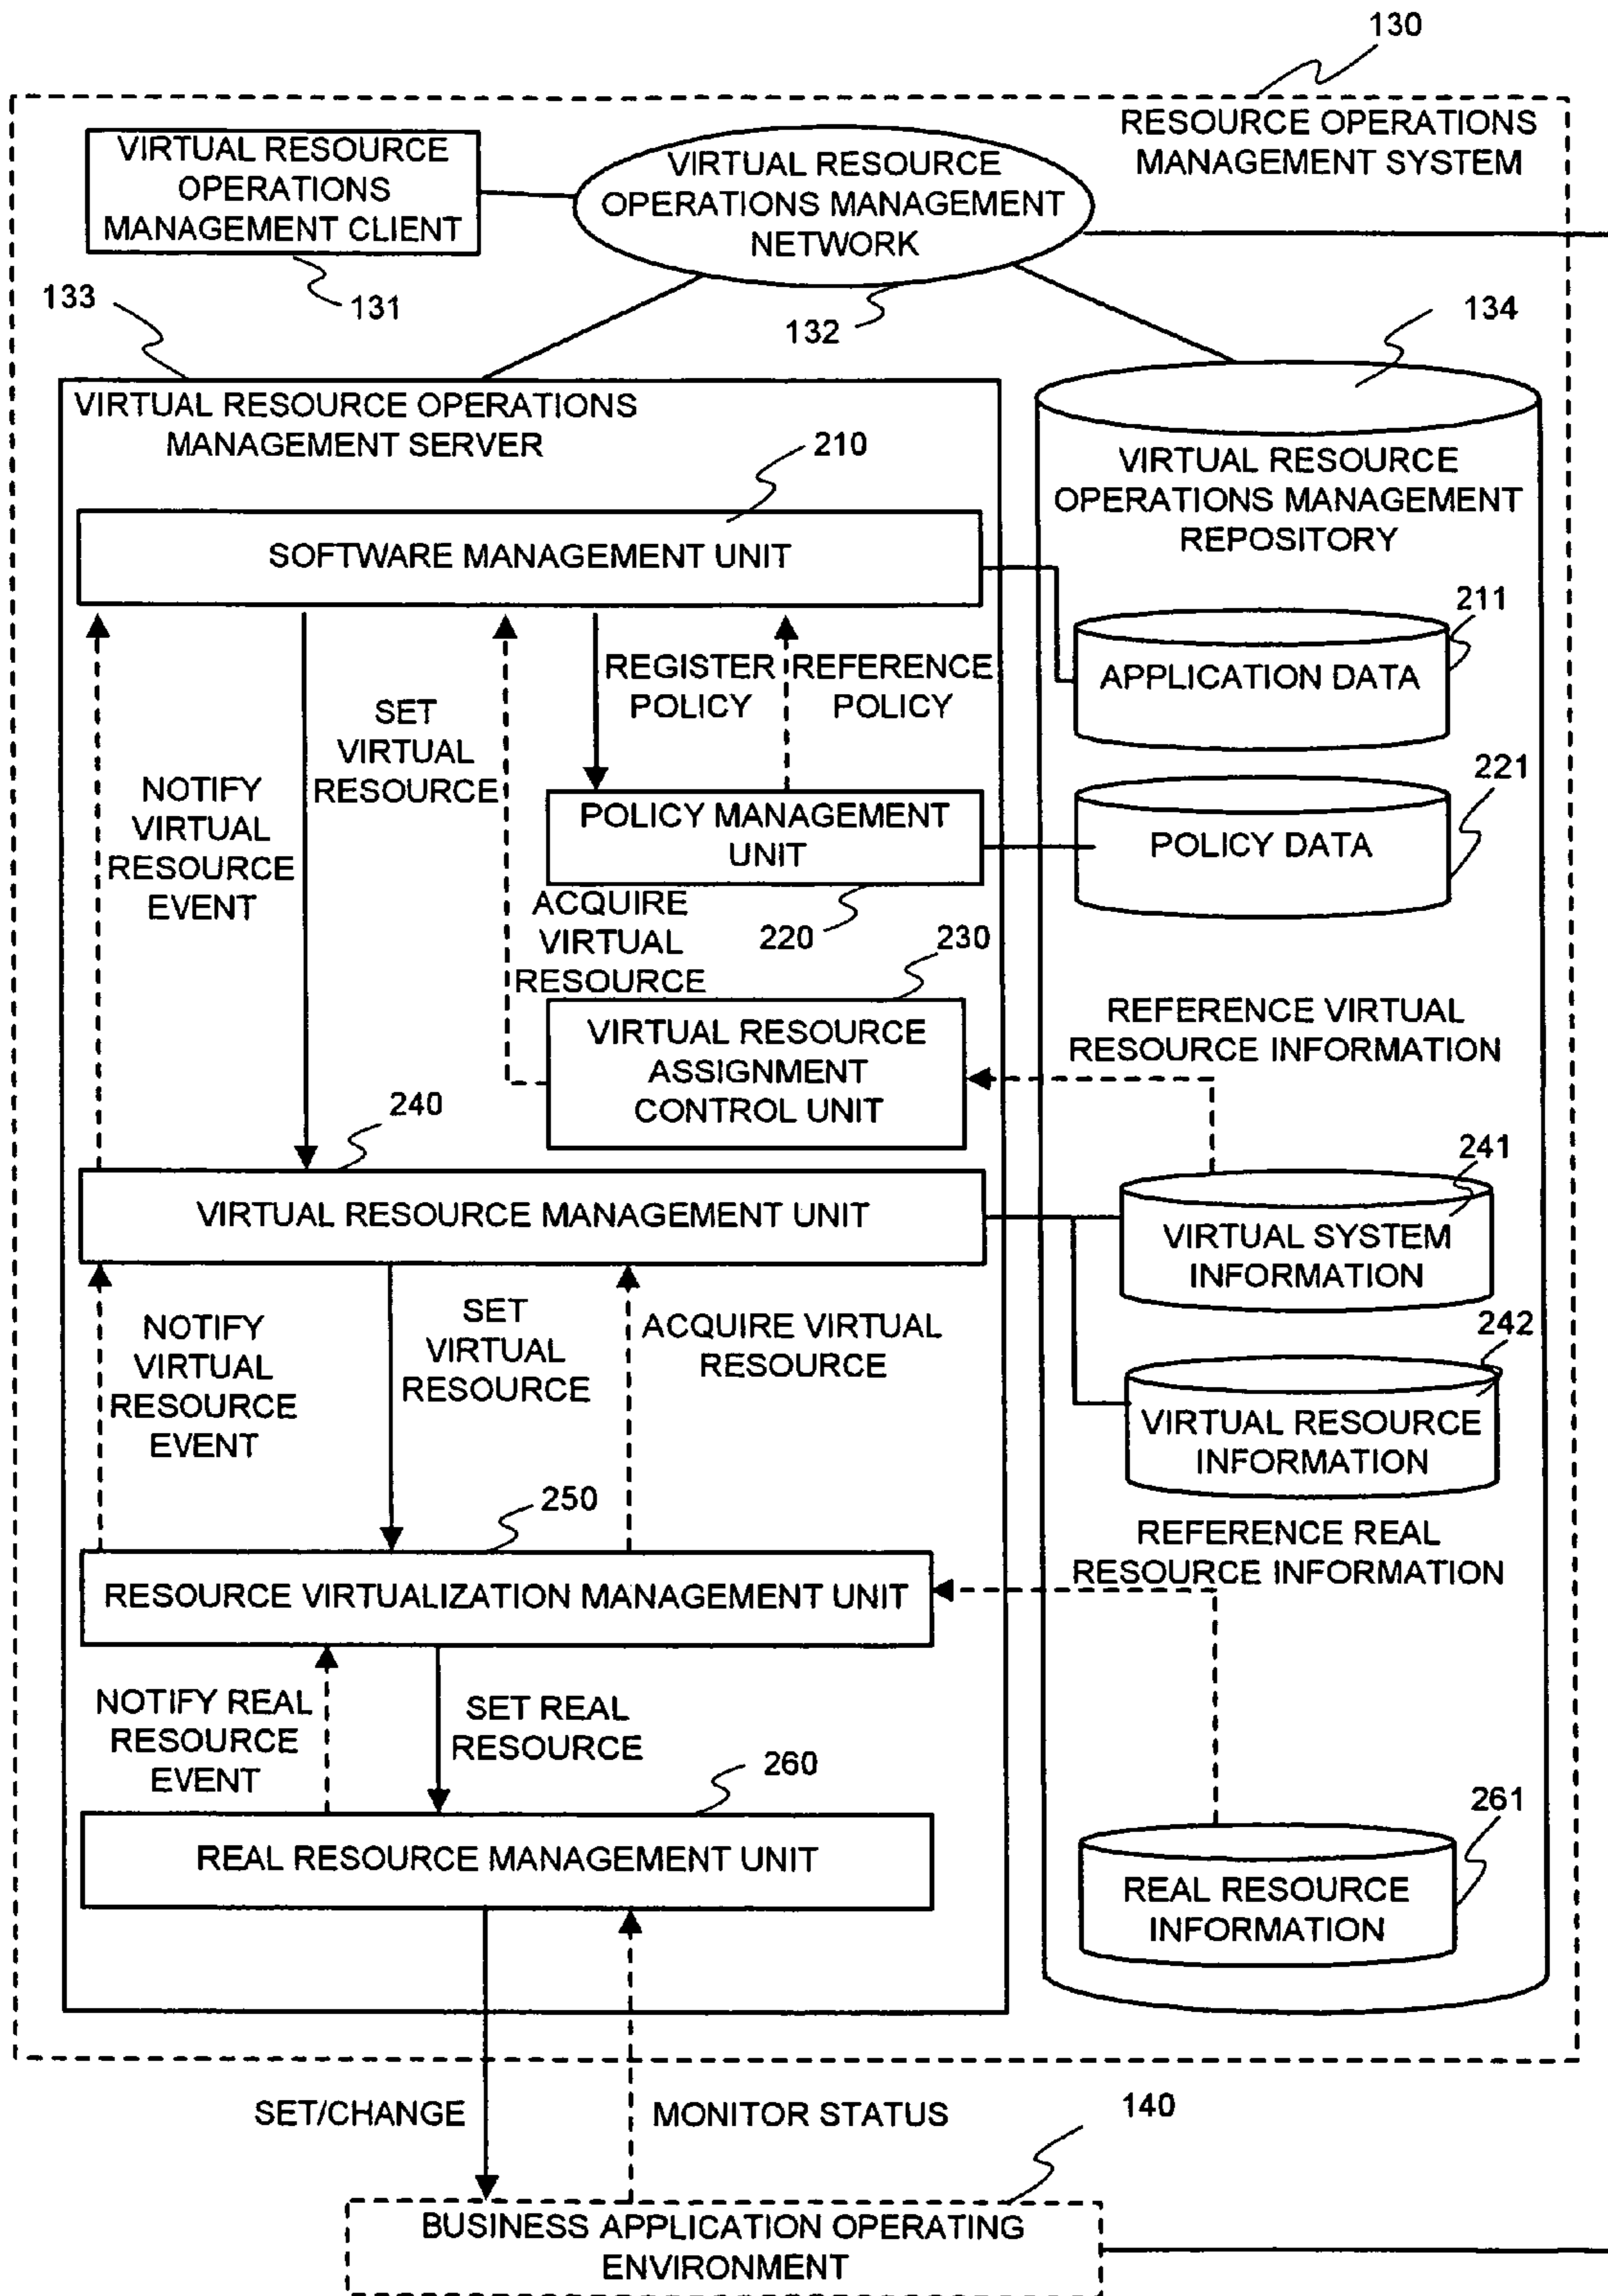 130
RESOURCE OPERATIONS
MANAGEMENT SYSTEM
VIRTUAL RESOURCE
OPERATIONS
MANAGEMENT CLIENT
131
VIRTUAL RESOURCE
OPERATIONS MANAGEMENT
NETWORK
132
133
134
VIRTUAL RESOURCE OPERATIONS
MANAGEMENT SERVER
210
SOFTWARE MANAGEMENT UNIT
VIRTUAL RESOURCE
OPERATIONS MANAGEMENT
REPOSITORY
211
APPLICATION DATA
REGISTER
POLICY
REFERENCE
POLICY
SET
VIRTUAL
RESOURCE
NOTIFY
VIRTUAL
RESOURCE
EVENT
POLICY MANAGEMENT
UNIT
220
221
POLICY DATA
ACQUIRE
VIRTUAL
RESOURCE
230
VIRTUAL RESOURCE
ASSIGNMENT
CONTROL UNIT
REFERENCE VIRTUAL
RESOURCE INFORMATION
240
VIRTUAL RESOURCE MANAGEMENT UNIT
241
VIRTUAL SYSTEM
INFORMATION
NOTIFY
VIRTUAL
RESOURCE
EVENT
SET
VIRTUAL
RESOURCE
ACQUIRE VIRTUAL
RESOURCE
242
VIRTUAL RESOURCE
INFORMATION
250
RESOURCE VIRTUALIZATION MANAGEMENT UNIT
REFERENCE REAL
RESOURCE INFORMATION
NOTIFY REAL
RESOURCE
EVENT
SET REAL
RESOURCE
260
REAL RESOURCE MANAGEMENT UNIT
261
REAL RESOURCE
INFORMATION
SET/CHANGE
MONITOR STATUS
140
BUSINESS APPLICATION OPERATING
ENVIRONMENT